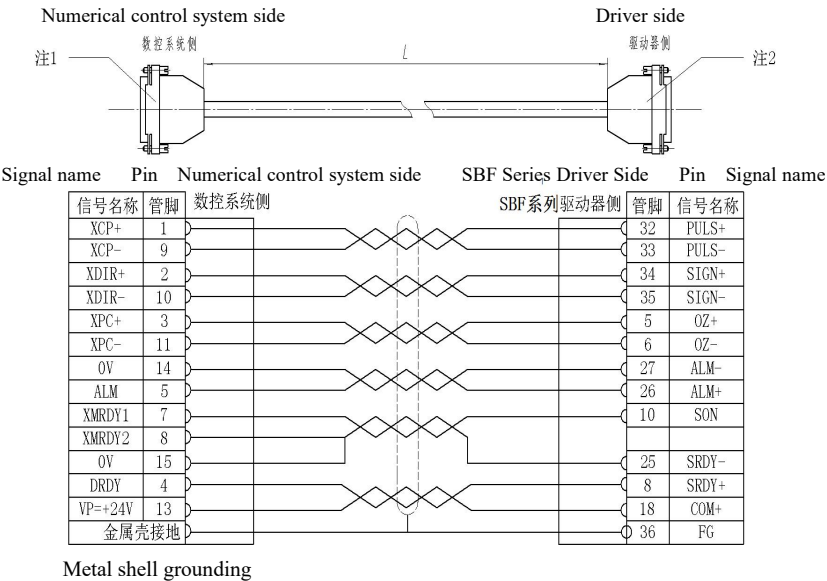 Numerical control system side Driver side
数控系统侧 L 驱动器侧
注1 注2
Signal name Pin Numerical control system side SBF Series Driver Side Pin Signal name
信号名称 管脚 数控系统侧 SBF系列驱动器侧 管脚 信号名称
XCP+ 1 32 PULS+
XCP- 9 33 PULS-
XDIR+ 2 34 SIGN+
XDIR- 10 35 SIGN-
XPC+ 3 5 OZ+
XPC- 11 6 OZ-
0V 14 27 ALM-
ALM 5 26 ALM+
XMRDY1 7 10 SON
XMRDY2 8
0V 15 25 SRDY-
DRDY 4 8 SRDY+
VP=+24V 13 18 COM+
金属壳接地 36 FG
Metal shell grounding